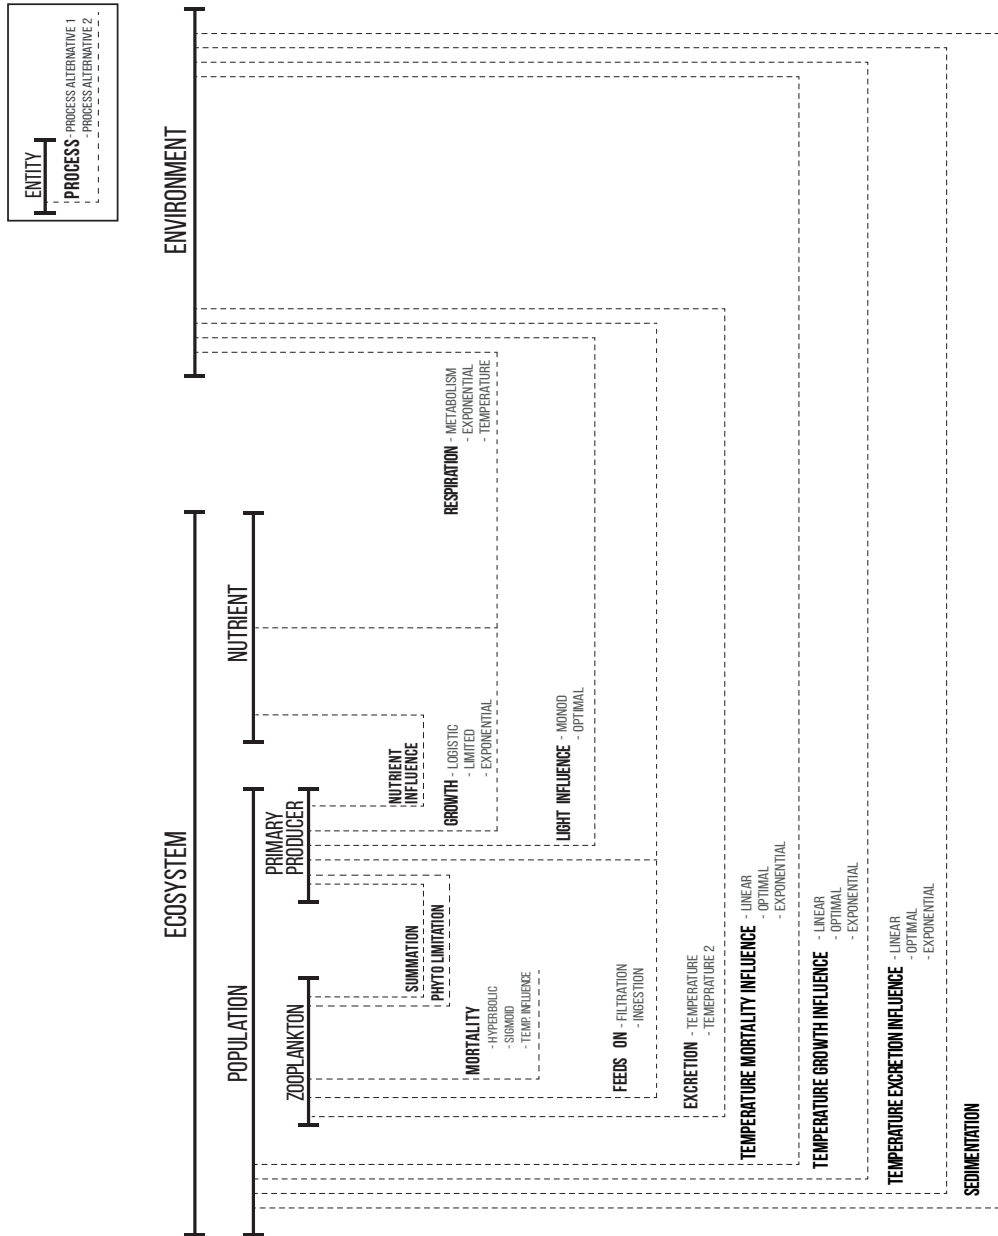 ENTITY
PROCESS - PROCESS ALTERNATIVE 1
- PROCESS ALTERNATIVE 2
ECOSYSTEM
ENVIRONMENT
POPULATION
NUTRIENT
ZOOPLANKTON
PRIMARY
PRODUCER
NUTRIENT
INFLUENCE
SUMMATION
PHYTO LIMITATION
GROWTH - LOGISTIC
- LIMITED
- EXPONENTIAL
RESPIRATION - METABOLISM
- EXPONENTIAL
- TEMPERATURE
MORTALITY
- HYPERBOLIC
- SIGMOID
- TEMP. INFLUENCE
LIGHT INFLUENCE - MONOD
- OPTIMAL
FEEDS ON - FILTRATION
- INGESTION
EXCRETION - TEMPERATURE
- TEMEPRATURE 2
TEMPERATURE MORTALITY INFLUENCE - LINEAR
- OPTIMAL
- EXPONENTIAL
TEMPERATURE GROWTH INFLUENCE - LINEAR
- OPTIMAL
- EXPONENTIAL
TEMPERATURE EXCRETION INFLUENCE - LINEAR
- OPTIMAL
- EXPONENTIAL
SEDIMENTATION